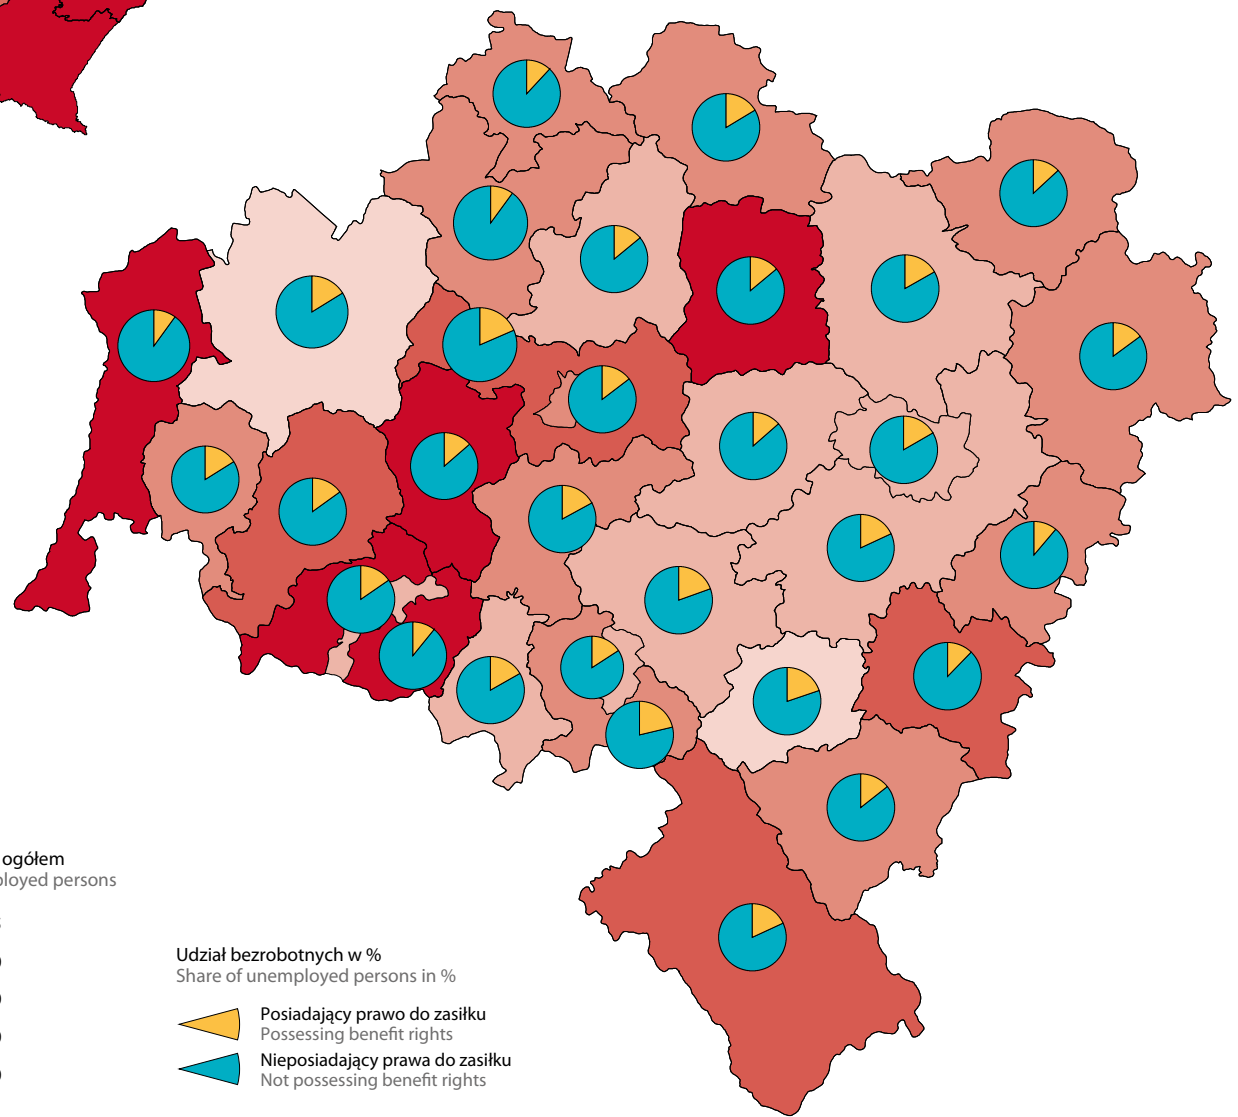 ogółem
Udział bezrobotnych w %
Share of unemployed persons in %
Posiadający prawo do zasiłku
Possessing benefit rights
Nieposiadający prawa do zasiłku
Not possessing benefit rights
persons